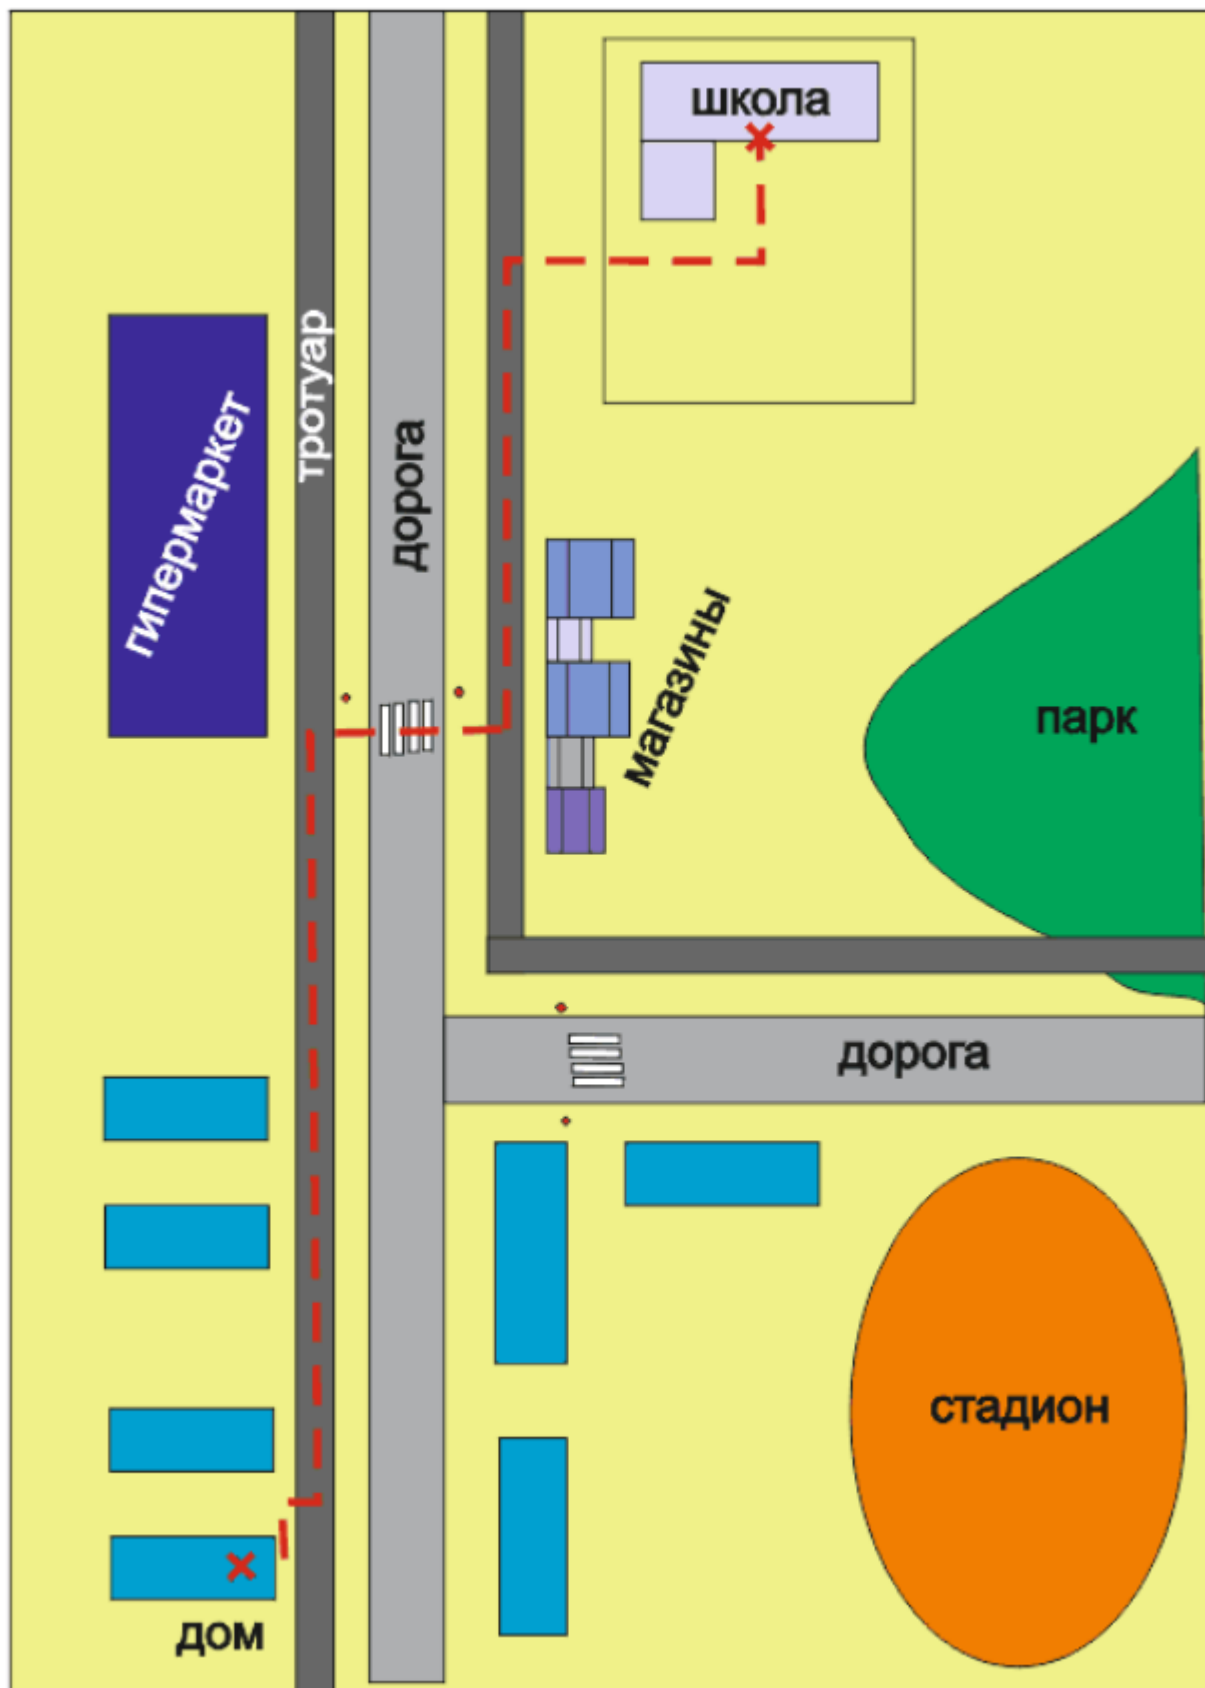 школа
тротуар
гипермаркет
дорога
магазины
парк
дорога
стадион
дом